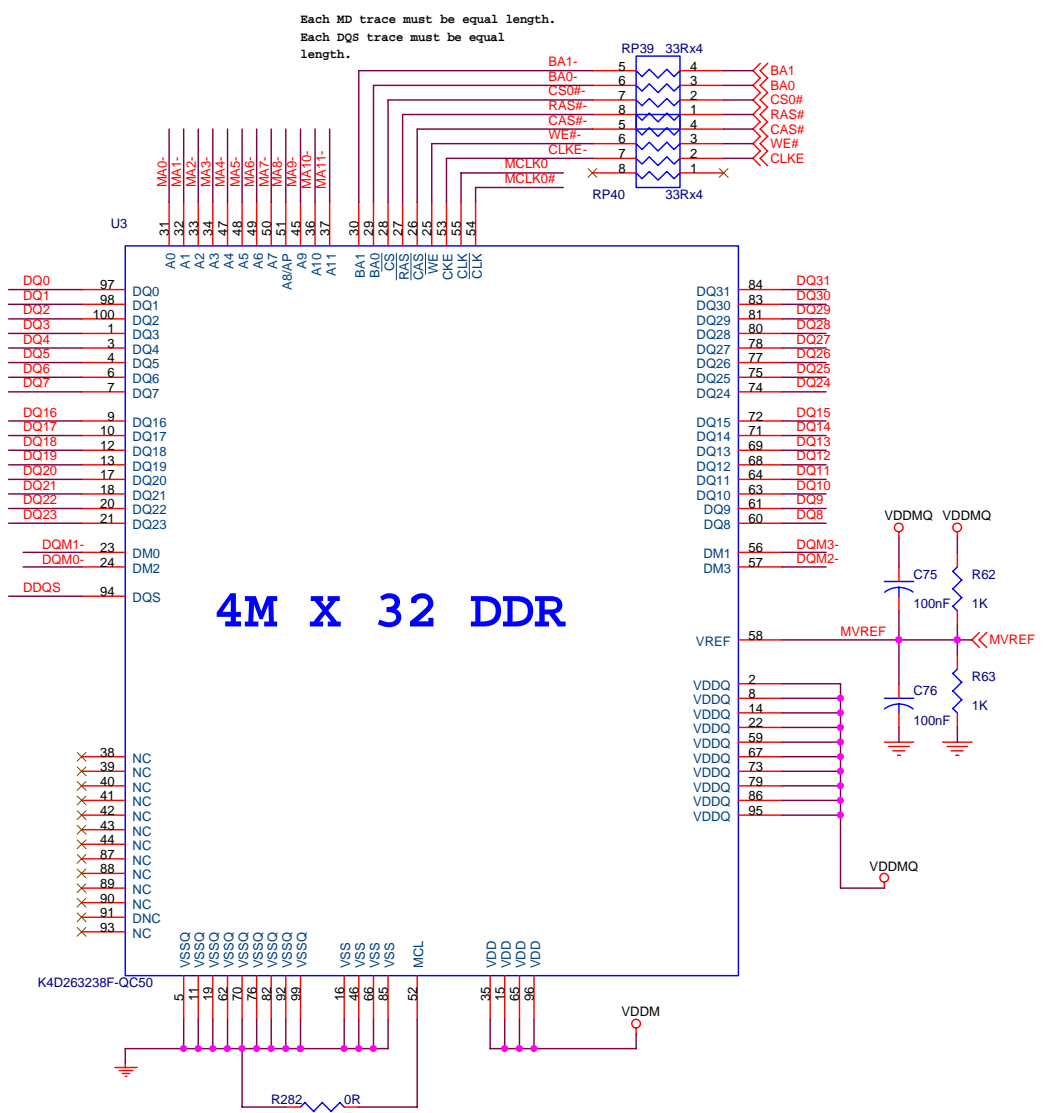 Each MD trace must be equal length.
Each DQS trace must be equal
length.
RP39 33Rx4
BA1- 5 4 BA1
BA0- 6 3 BA0
CS0#- 7 2 CS0#
RAS#- 8 1 RAS#
CAS#- 5 4 CAS#
WE#- 6 3 WE#
CLKE- 7 2 CLKE
MCLK0 8 1
MCLK0#
RP40 33Rx4
MA0- MA1- MA2- MA3- MA4- MA5- MA6- MA7- MA8- MA9- MA10- MA11-
U3
31 32 33 34 47 48 49 50 51 45 36 37 30 29 28 27 26 25 53 55 54
A0 A1 A2 A3 A4 A5 A6 A7 A8/AP A9 A10 A11 BA1 BA0 CS RAS CAS WE CKE CLK CLK
DQ0 97 DQ0
DQ1 98 DQ1
DQ2 100 DQ2
DQ3 1 DQ3
DQ4 3 DQ4
DQ5 4 DQ5
DQ6 6 DQ6
DQ7 7 DQ7
DQ16 9 DQ16
DQ17 10 DQ17
DQ18 12 DQ18
DQ19 13 DQ19
DQ20 17 DQ20
DQ21 18 DQ21
DQ22 20 DQ22
DQ23 21 DQ23
DQM1- 23 DM0
DQM0- 24 DM2
DDQS 94 DQS
4M X 32 DDR
DQ31 84 DQ31
DQ30 83 DQ30
DQ29 81 DQ29
DQ28 80 DQ28
DQ27 78 DQ27
DQ26 77 DQ26
DQ25 75 DQ25
DQ24 74 DQ24
DQ15 72 DQ15
DQ14 71 DQ14
DQ13 69 DQ13
DQ12 68 DQ12
DQ11 64 DQ11
DQ10 63 DQ10
DQ9 61 DQ9
DQ8 60 DQ8
DM1 56 DQM3-
DM3 57 DQM2-
VREF 58 MVREF
MVREF
VDDMQ VDDMQ
C75
100nF
R62
1K
C76
100nF
R63
1K
VDDQ 2
VDDQ 8
VDDQ 14
VDDQ 22
VDDQ 59
VDDQ 67
VDDQ 73
VDDQ 79
VDDQ 86
VDDQ 95
VDDMQ
38 NC
39 NC
40 NC
41 NC
42 NC
43 NC
44 NC
87 NC
88 NC
89 NC
90 NC
91 DNC
93 NC
VSSQ VSSQ VSSQ VSSQ VSSQ VSSQ VSSQ VSSQ VSSQ VSS VSS VSS VSS MCL VDD VDD VDD VDD
K4D263238F-QC50
5 11 19 62 70 76 82 92 99 16 46 66 85 52 35 15 65 96
VDDM
R282 0R